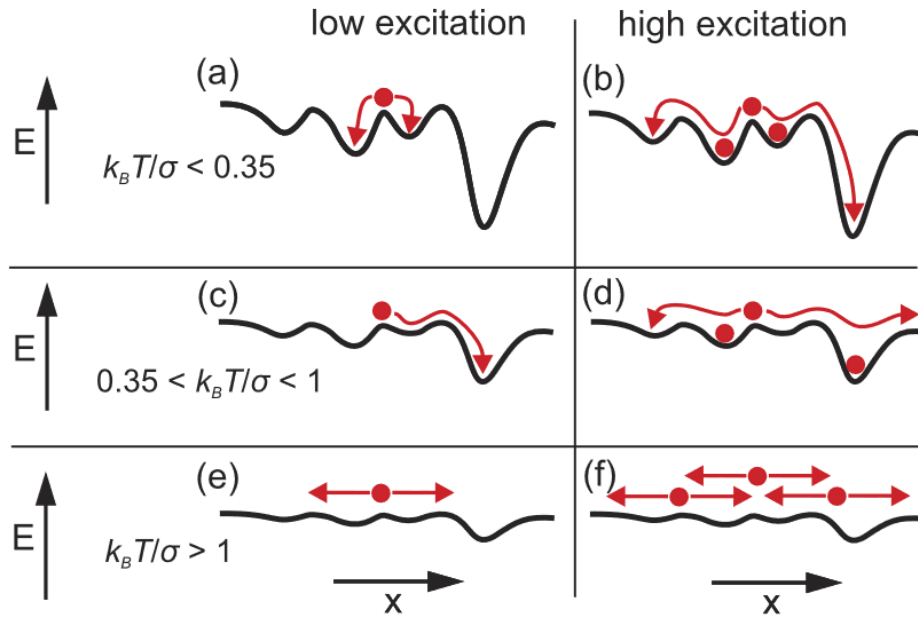 low excitation
high excitation
(a)
(b)
E
k_BT/σ < 0.35
(c)
(d)
E
0.35 < k_BT/σ < 1
(e)
(f)
E
k_BT/σ > 1
x
x